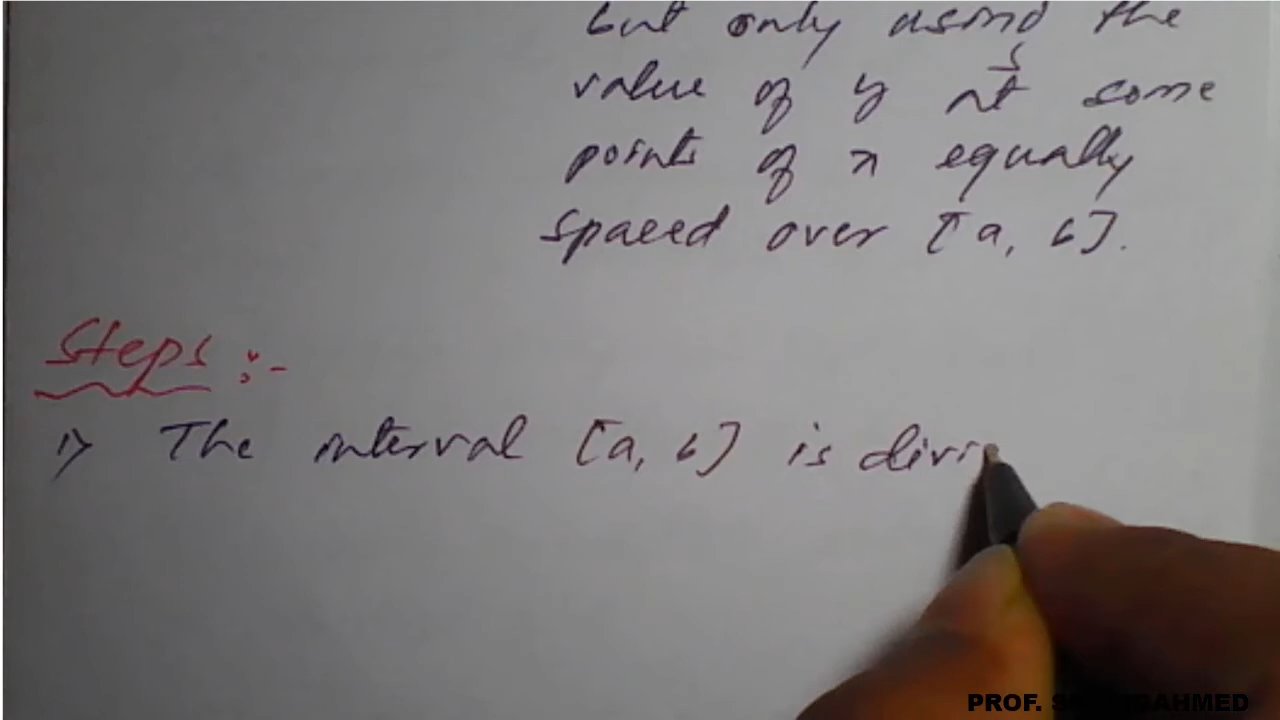 but only using the
value of y at some
points of x equally
spaced over [a, b].
Steps :-
1> The interval [a, b] is divi
PROF. S AHMED